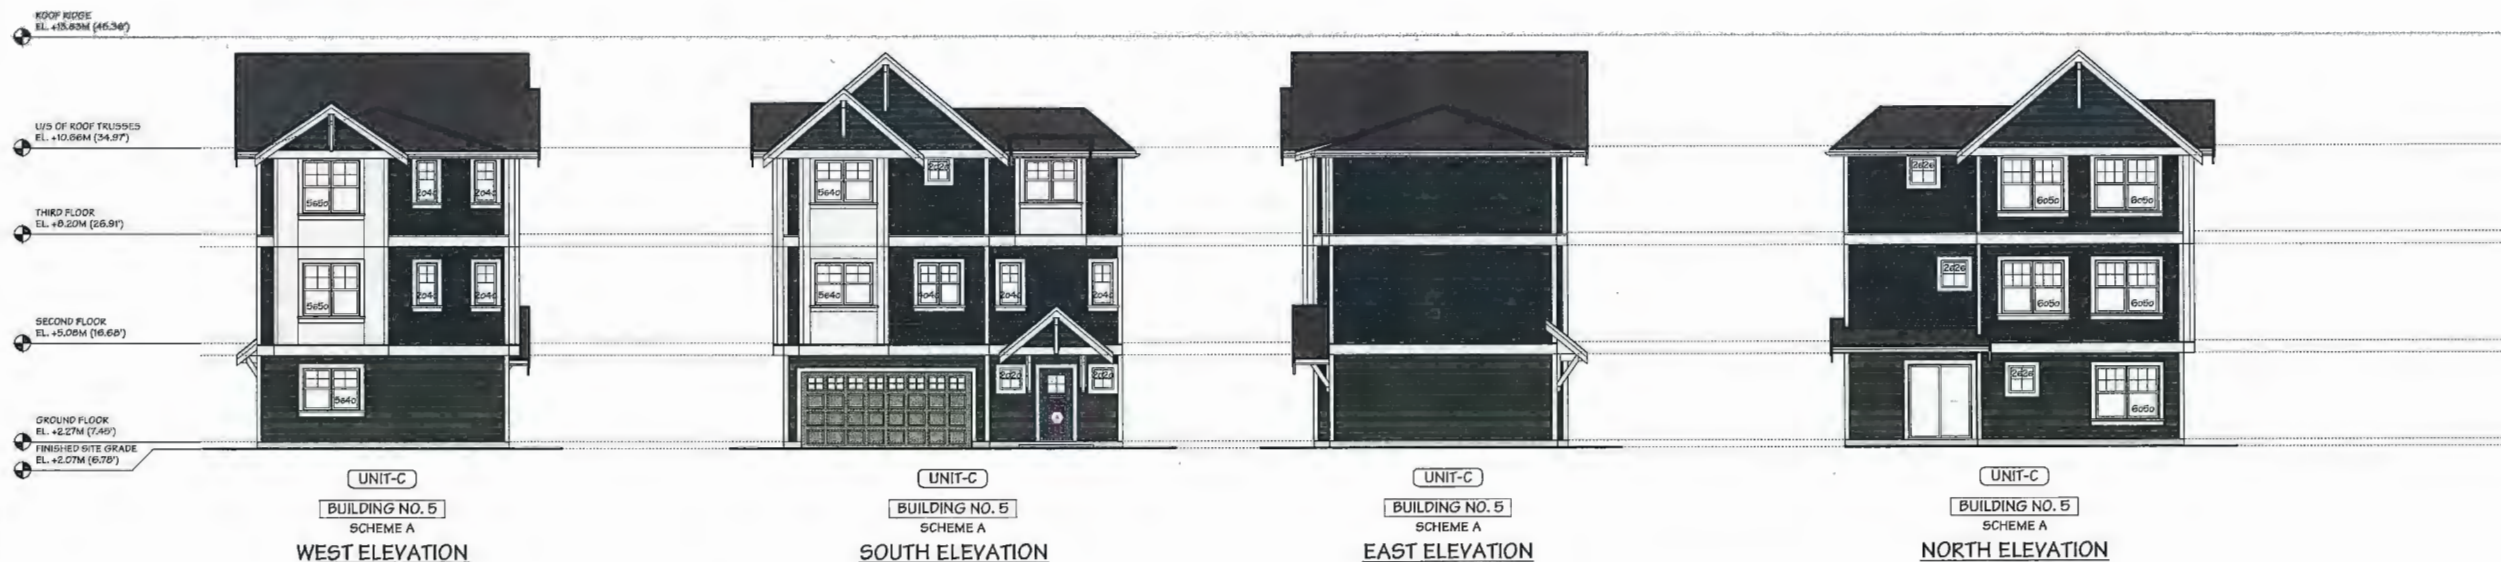 ROOF RIDGE
EL. +13.83M (45.36')
U/S OF ROOF TRUSSES
EL. +10.66M (34.97')
THIRD FLOOR
EL. +8.20M (26.91')
SECOND FLOOR
EL. +5.08M (16.68')
GROUND FLOOR
EL. +2.27M (7.45')
FINISHED SITE GRADE
EL. +2.07M (6.78')
5650
2040
2040
5650
2040
2040
5640
UNIT-C
BUILDING NO. 5
SCHEME A
WEST ELEVATION
5640
2020
5640
4040
2040
2040
2020
2020
A
UNIT-C
BUILDING NO. 5
SCHEME A
SOUTH ELEVATION
UNIT-C
BUILDING NO. 5
SCHEME A
EAST ELEVATION
2626
6050
6050
2626
6050
6050
2626
6050
UNIT-C
BUILDING NO. 5
SCHEME A
NORTH ELEVATION